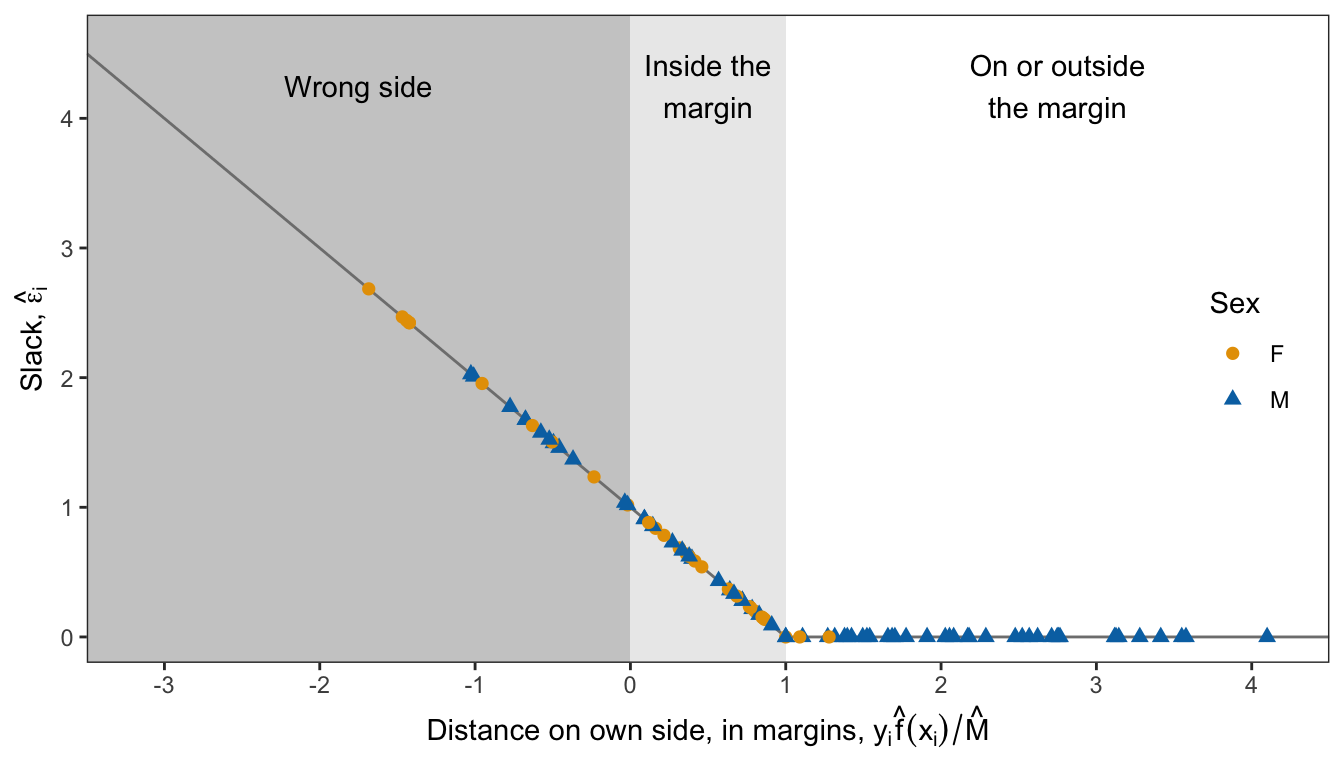 Wrong side
Inside the
margin
On or outside
the margin
4
3
2
1
0
Slack, ε̂ᵢ
Sex
F
M
-3 -2 -1 0 1 2 3 4
Distance on own side, in margins, yᵢf̂(xᵢ)/M̂